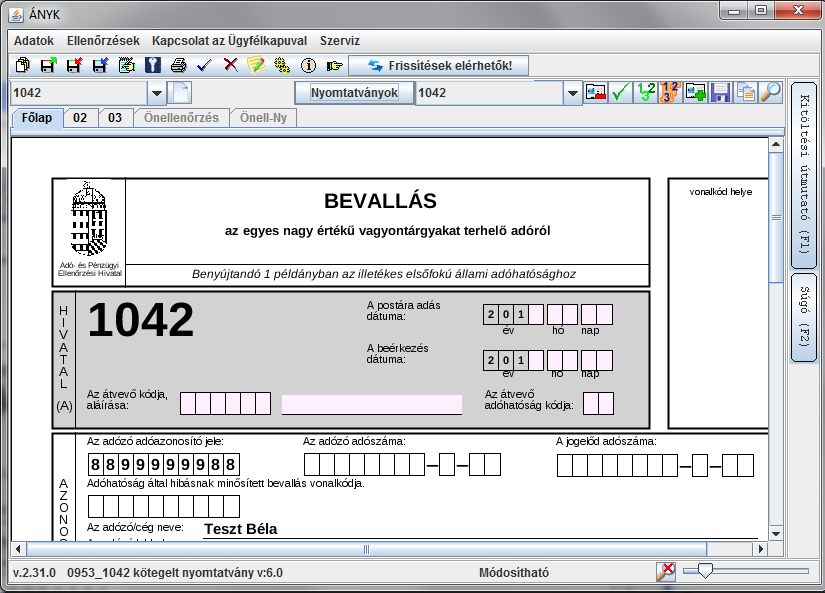 ÁNYK
Adatok Ellenőrzések Kapcsolat az Ügyfélkapuval Szerviz
Frissítések elérhetők!
1042 Nyomtatványok 1042
Főlap 02 03 Önellenőrzés Önell-Ny
Kitöltési útmutató (F1)
Súgó (F2)
BEVALLÁS
az egyes nagy értékű vagyontárgyakat terhelő adóról
vonalkód helye
Adó- és Pénzügyi
Ellenőrzési Hivatal
Benyújtandó 1 példányban az illetékes elsőfokú állami adóhatósághoz
HIVATAL (A)
1042
A postára adás
dátuma:
2 0 1
év hó nap
A beérkezés
dátuma:
2 0 1
év hó nap
Az átvevő kódja,
aláírása:
Az átvevő
adóhatóság kódja:
AZONOS
Az adózó adóazonosító jele: Az adózó adószáma: A jogelőd adószáma:
8 8 9 9 9 9 9 9 8 8
Adóhatóság által hibásnak minősített bevallás vonalkódja.
Az adózó/cég neve: Teszt Béla
v.2.31.0 0953_1042 kötegelt nyomtatvány v:6.0 Módosítható